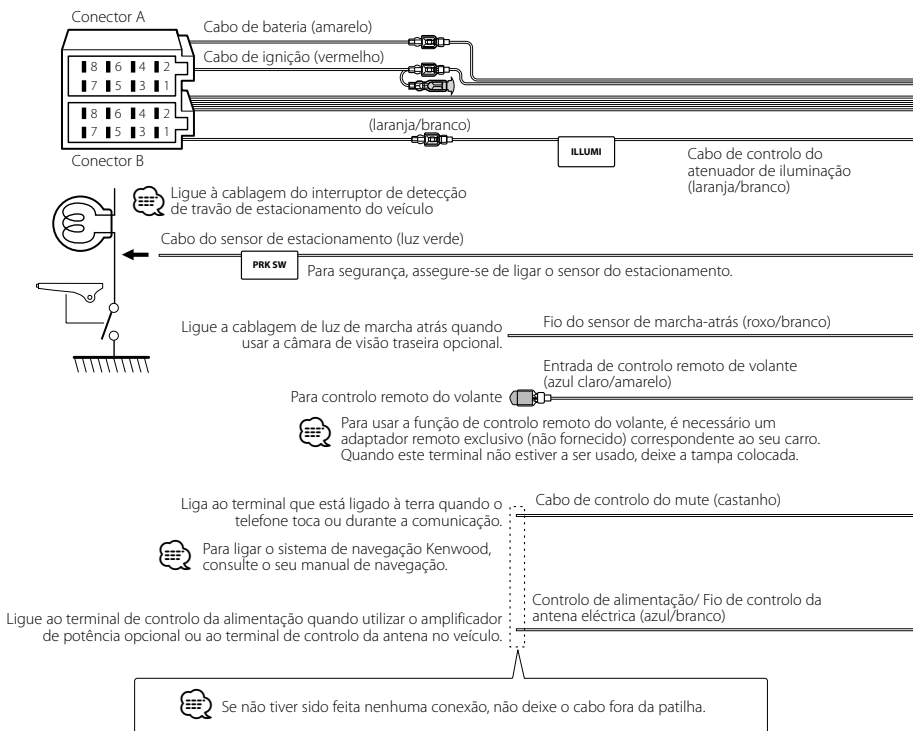 Conector A
Cabo de bateria (amarelo)
Cabo de ignição (vermelho)
8 6 4 2
7 5 3 1
8 6 4 2
7 5 3 1
(laranja/branco)
Conector B
ILLUMI
Cabo de controlo do
atenuador de iluminação
(laranja/branco)
Ligue à cablagem do interruptor de detecção
de travão de estacionamento do veículo
Cabo do sensor de estacionamento (luz verde)
PRK SW
Para segurança, assegure-se de ligar o sensor do estacionamento.
Ligue a cablagem de luz de marcha atrás quando
usar a câmara de visão traseira opcional.
Fio do sensor de marcha-atrás (roxo/branco)
Entrada de controlo remoto de volante
(azul claro/amarelo)
Para controlo remoto do volante
Para usar a função de controlo remoto do volante, é necessário um
adaptador remoto exclusivo (não fornecido) correspondente ao seu carro.
Quando este terminal não estiver a ser usado, deixe a tampa colocada.
Liga ao terminal que está ligado à terra quando o
telefone toca ou durante a comunicação.
Cabo de controlo do mute (castanho)
Para ligar o sistema de navegação Kenwood,
consulte o seu manual de navegação.
Controlo de alimentação/ Fio de controlo da
antena eléctrica (azul/branco)
Ligue ao terminal de controlo da alimentação quando utilizar o amplificador
de potência opcional ou ao terminal de controlo da antena no veículo.
Se não tiver sido feita nenhuma conexão, não deixe o cabo fora da patilha.